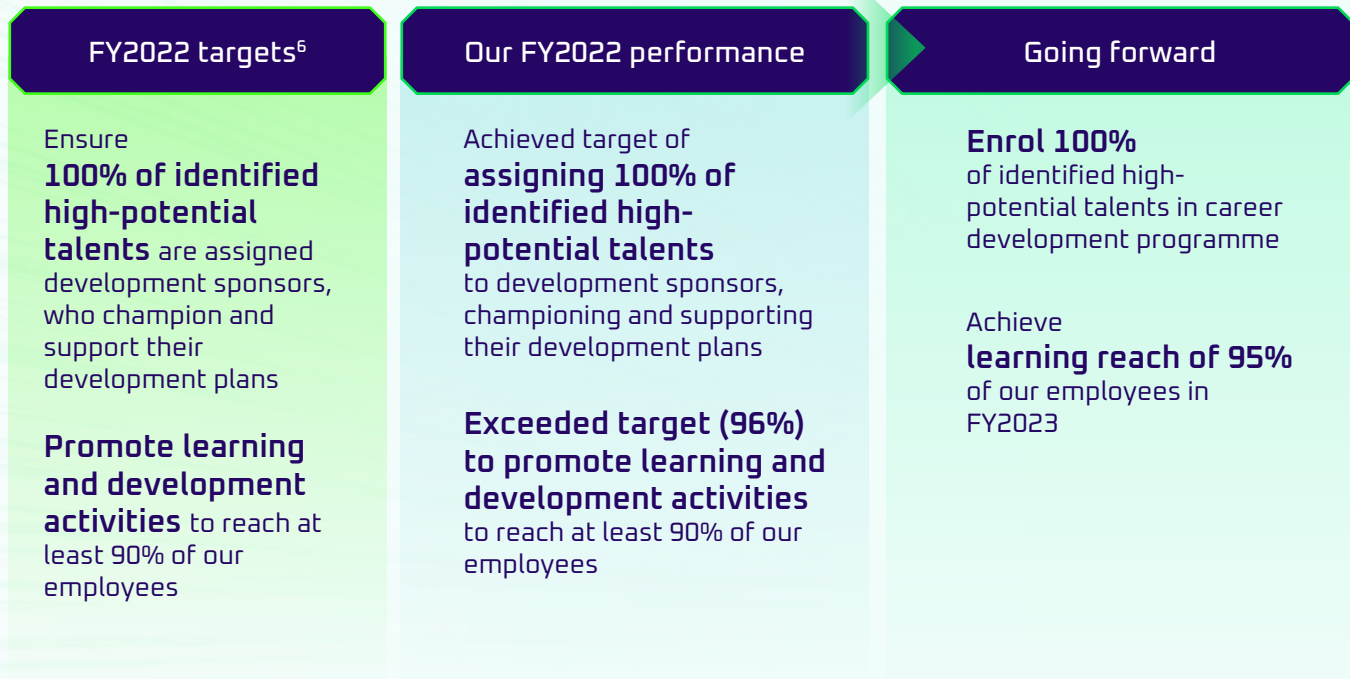 FY2022 targets⁶
Ensure
100% of identified
high-potential
talents are assigned
development sponsors,
who champion and
support their
development plans
Promote learning
and development
activities to reach at
least 90% of our
employees
Our FY2022 performance
Achieved target of
assigning 100% of
identified high-
potential talents
to development sponsors,
championing and supporting
their development plans
Exceeded target (96%)
to promote learning and
development activities
to reach at least 90% of our
employees
Going forward
Enrol 100%
of identified high-
potential talents in career
development programme
Achieve
learning reach of 95%
of our employees in
FY2023